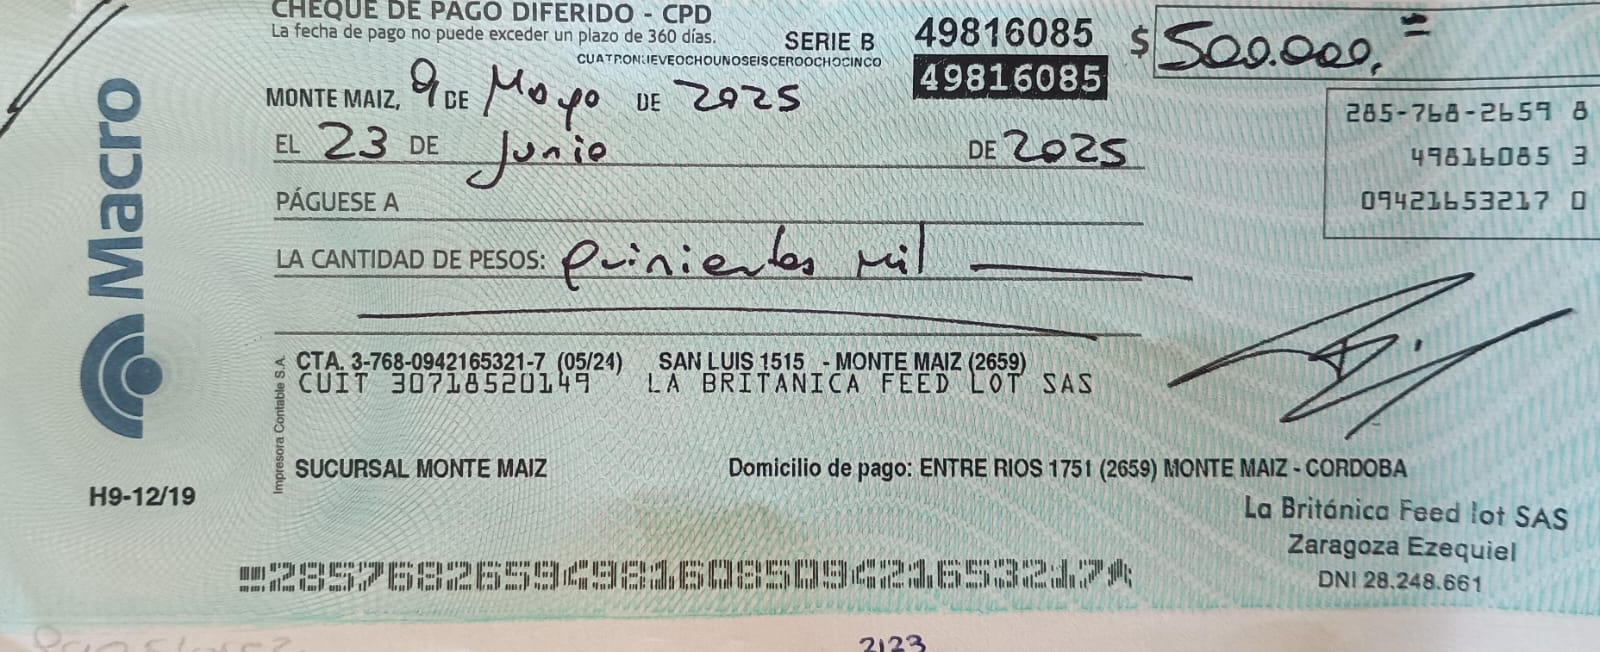 CHEQUE DE PAGO DIFERIDO - CPD
La fecha de pago no puede exceder un plazo de 360 días.
SERIE B 49816085
CUATRONUEVEOCHOUNOSEISCEROOCHOCINCO
49816085
$ 500.000,=
MONTE MAIZ, 9 DE Mayo DE 2025
EL 23 DE Junio DE 2025
285-768-2659 8
49816085 3
09421653217 0
PÁGUESE A
LA CANTIDAD DE PESOS: quinientos mil
Macro
CTA. 3-768-0942165321-7 (05/24) SAN LUIS 1515 - MONTE MAIZ (2659)
CUIT 30718520149 LA BRITANICA FEED LOT SAS
Impresora Contable S.A.
SUCURSAL MONTE MAIZ
Domicilio de pago: ENTRE RIOS 1751 (2659) MONTE MAIZ - CORDOBA
H9-12/19
La Británica Feed lot SAS
Zaragoza Ezequiel
DNI 28.248.661
28576826594981608509421653217
2123